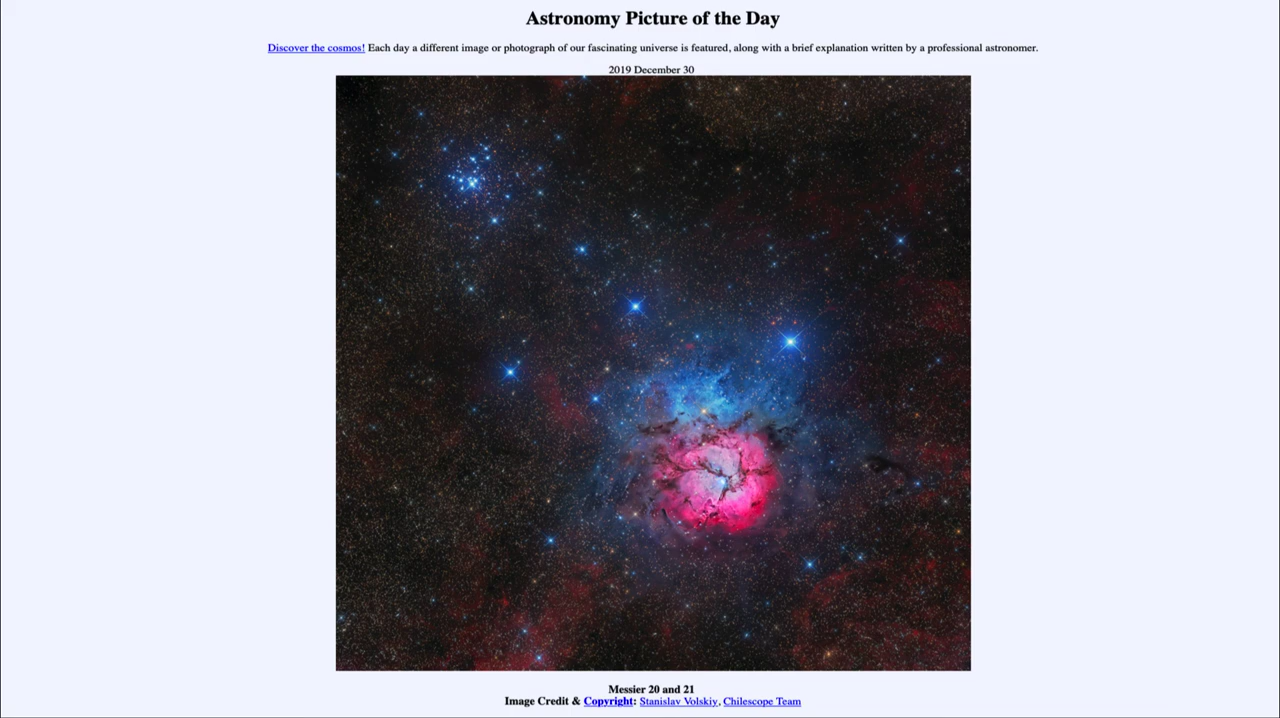 Astronomy Picture of the Day
Discover the cosmos! Each day a different image or photograph of our fascinating universe is featured, along with a brief explanation written by a professional astronomer.
2019 December 30
Messier 20 and 21
Image Credit & Copyright: Stanislav Volskiy, Chilescope Team